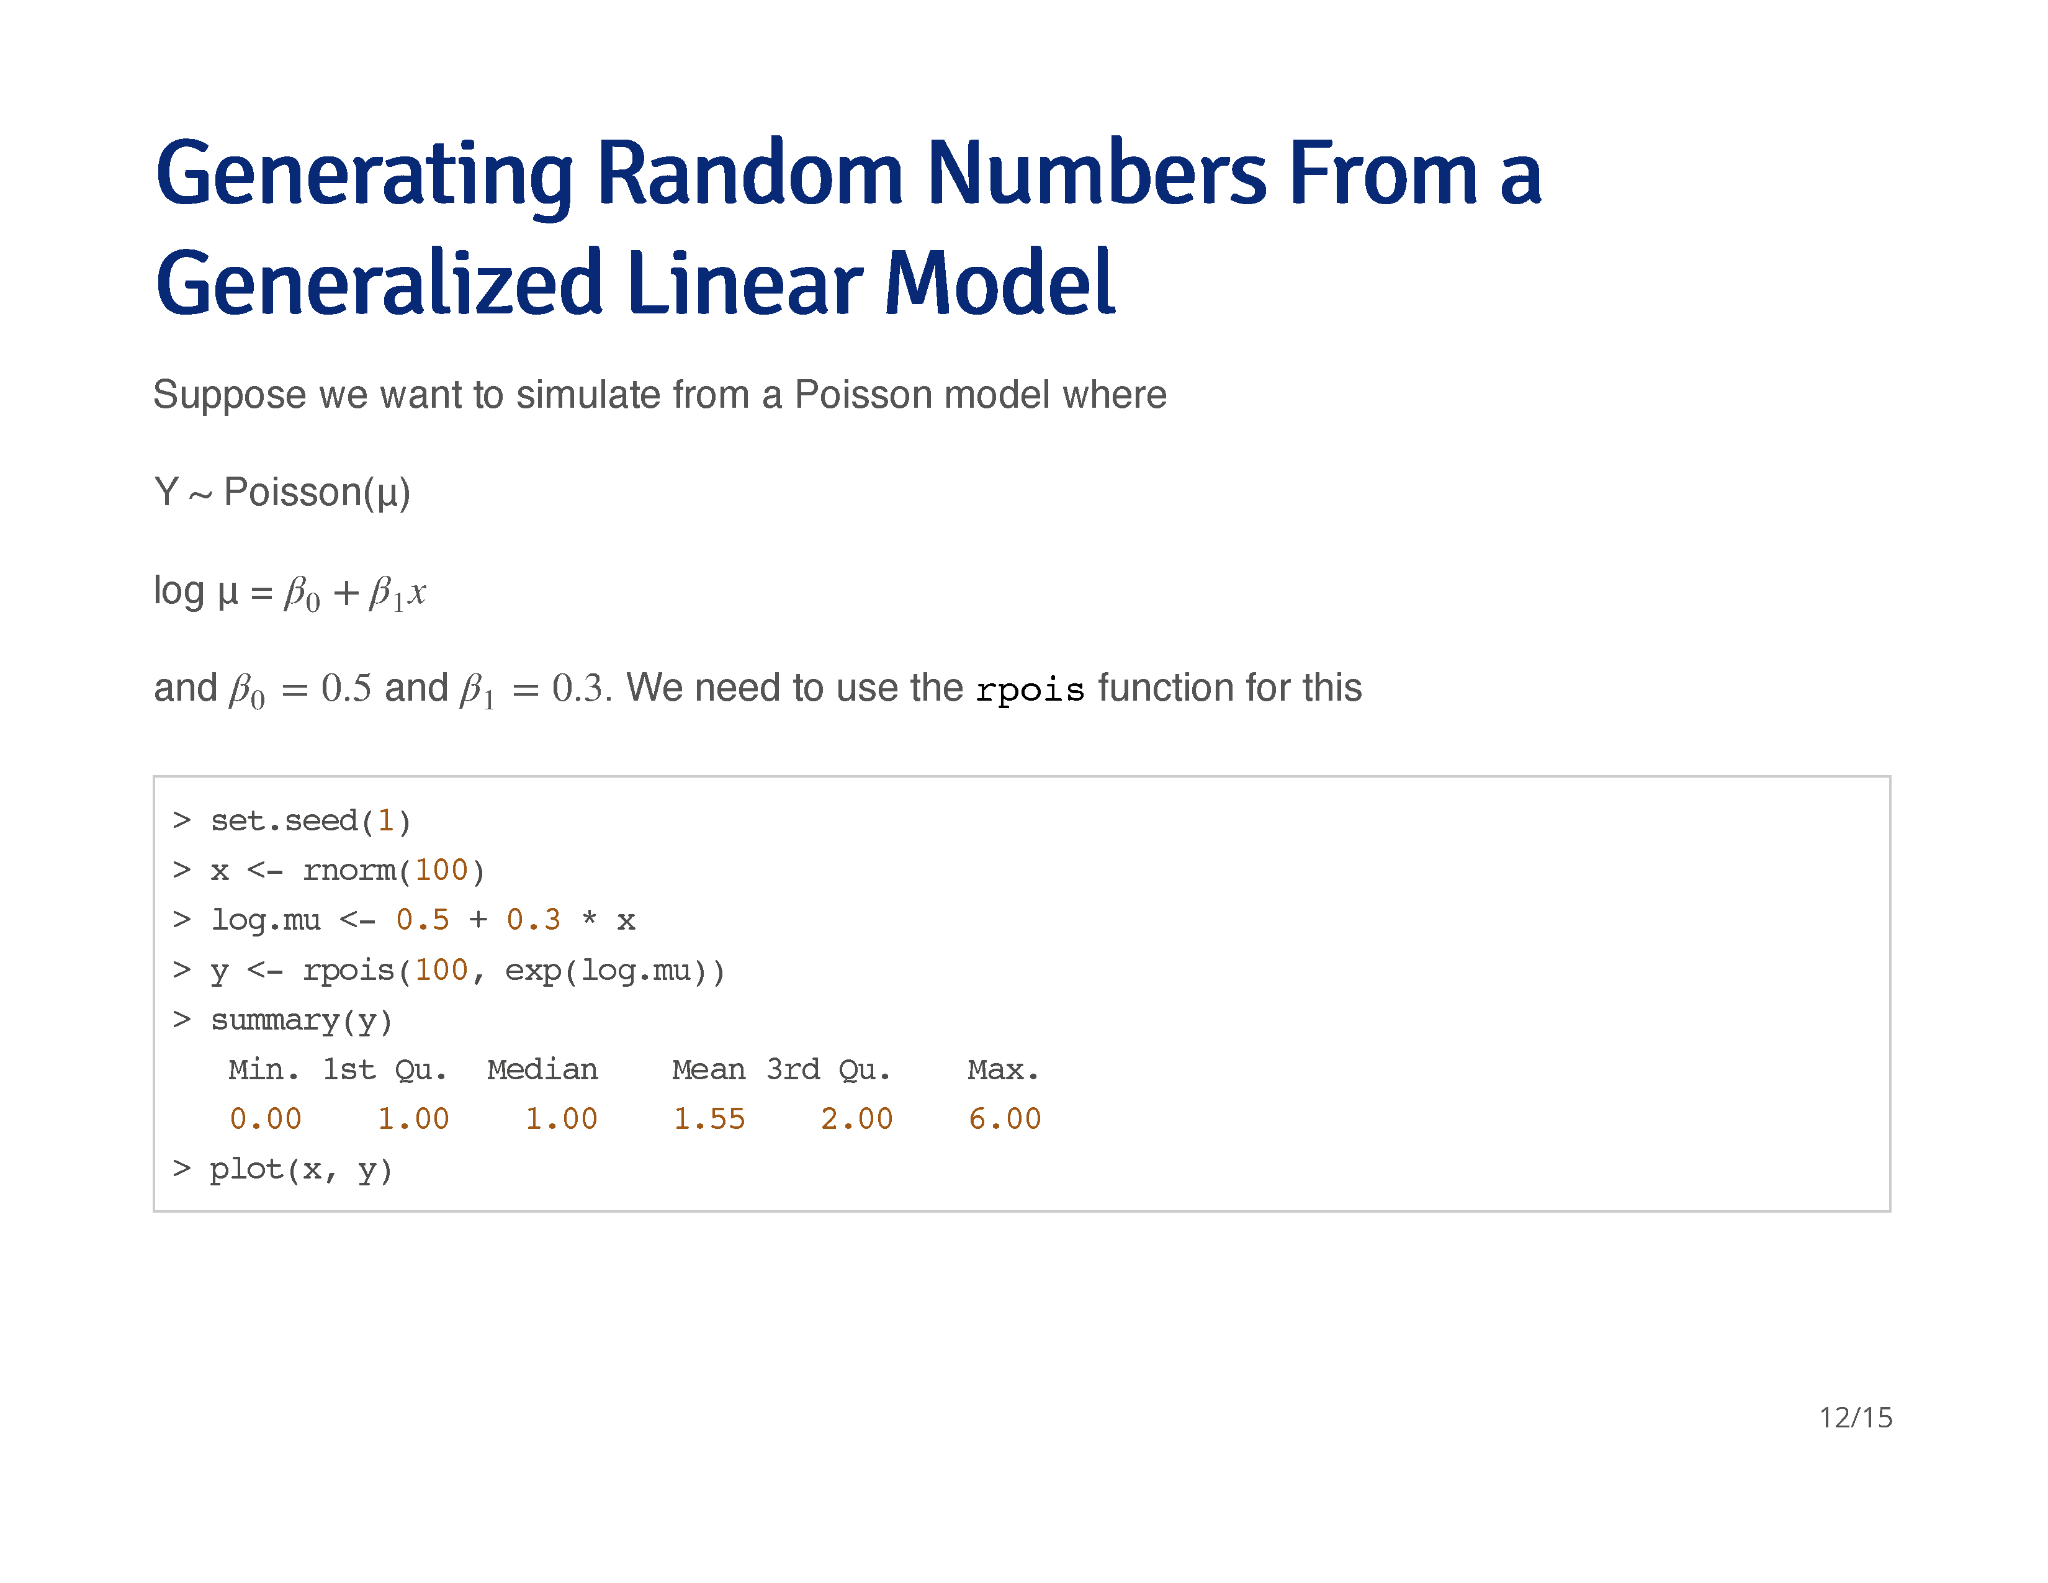 Generating Random Numbers From a
Generalized Linear Model
Suppose we want to simulate from a Poisson model where
Y ~ Poisson(μ)
log μ = β₀ + β₁x
and β₀ = 0.5 and β₁ = 0.3. We need to use the rpois function for this
> set.seed(1)
> x <- rnorm(100)
> log.mu <- 0.5 + 0.3 * x
> y <- rpois(100, exp(log.mu))
> summary(y)
   Min. 1st Qu.  Median    Mean 3rd Qu.    Max.
   0.00    1.00    1.00    1.55    2.00    6.00
> plot(x, y)
12/15